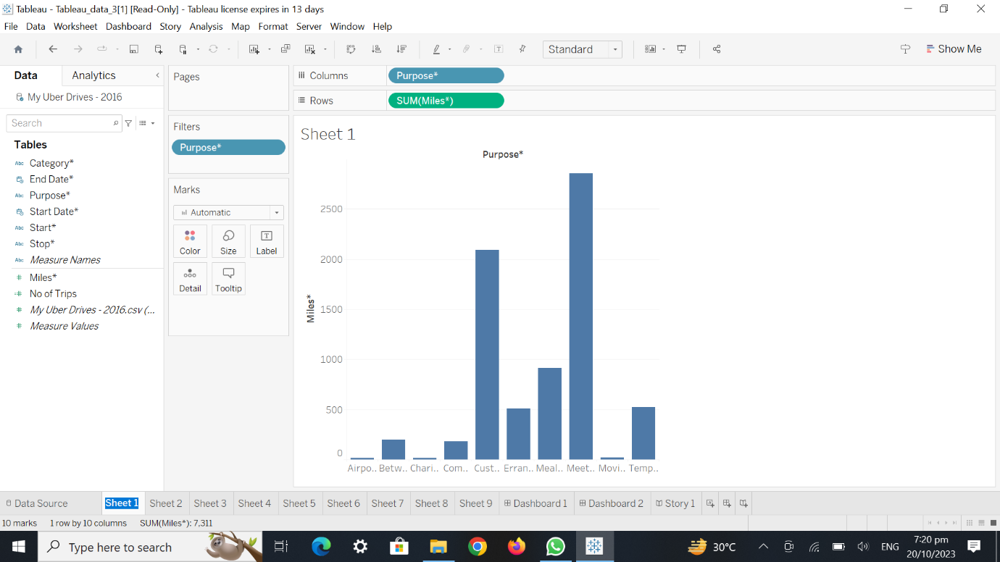 Tableau - Tableau_data_3[1] [Read-Only] - Tableau license expires in 13 days
File Data Worksheet Dashboard Story Analysis Map Format Server Window Help
Standard
Show Me
Data Analytics
My Uber Drives - 2016
Search
Tables
Abc Category*
End Date*
Abc Purpose*
Start Date*
Abc Start*
Abc Stop*
Abc Measure Names
# Miles*
=# No of Trips
# My Uber Drives - 2016.csv (...
# Measure Values
Pages
Filters
Purpose*
Marks
Automatic
Color Size Label
Detail Tooltip
Columns Purpose*
Rows SUM(Miles*)
Sheet 1
Purpose*
Miles*
2500
2000
1500
1000
500
0
Airpo.. Betw.. Chari.. Com.. Cust.. Erran.. Meal.. Meet.. Movi.. Temp..
Data Source Sheet 1 Sheet 2 Sheet 3 Sheet 4 Sheet 5 Sheet 6 Sheet 7 Sheet 8 Sheet 9 Dashboard 1 Dashboard 2 Story 1
10 marks 1 row by 10 columns SUM(Miles*): 7,311
Type here to search
30°C
ENG
7:20 pm
20/10/2023